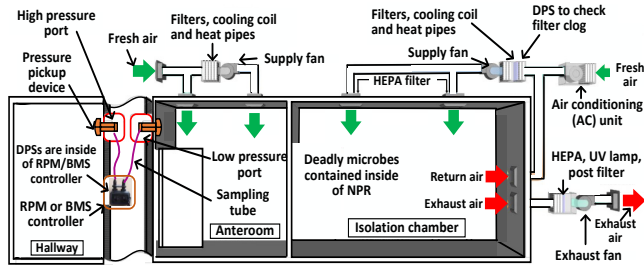 High pressure
port
Pressure
pickup
device
DPSs are inside
of RPM/BMS
controller
RPM or BMS
controller
Hallway
Fresh air
Filters, cooling coil
and heat pipes
Supply fan
Low pressure
port
Sampling
tube
Anteroom
Filters, cooling coil
and heat pipes
DPS to check
filter clog
Supply fan
HEPA filter
Fresh
air
Air conditioning
(AC) unit
Deadly microbes
contained inside
of NPR
Return air
Exhaust air
Isolation chamber
HEPA, UV lamp,
post filter
Exhaust
air
Exhaust fan